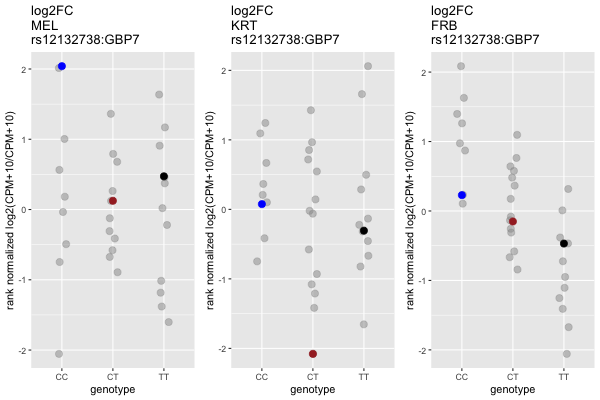 log2FC
MEL
rs12132738:GBP7
rank normalized log2(CPM+10/CPM+10)
2
1
0
-1
-2
CC
CT
TT
genotype
log2FC
KRT
rs12132738:GBP7
rank normalized log2(CPM+10/CPM+10)
2
1
0
-1
-2
CC
CT
TT
genotype
log2FC
FRB
rs12132738:GBP7
rank normalized log2(CPM+10/CPM+10)
2
1
0
-1
-2
CC
CT
TT
genotype